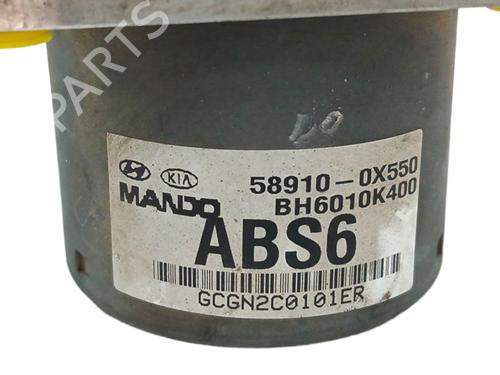 B-PARTS
KIA
58910-0X550
MANDO
BH6010K400
ABS6
GCGN2C0101ER